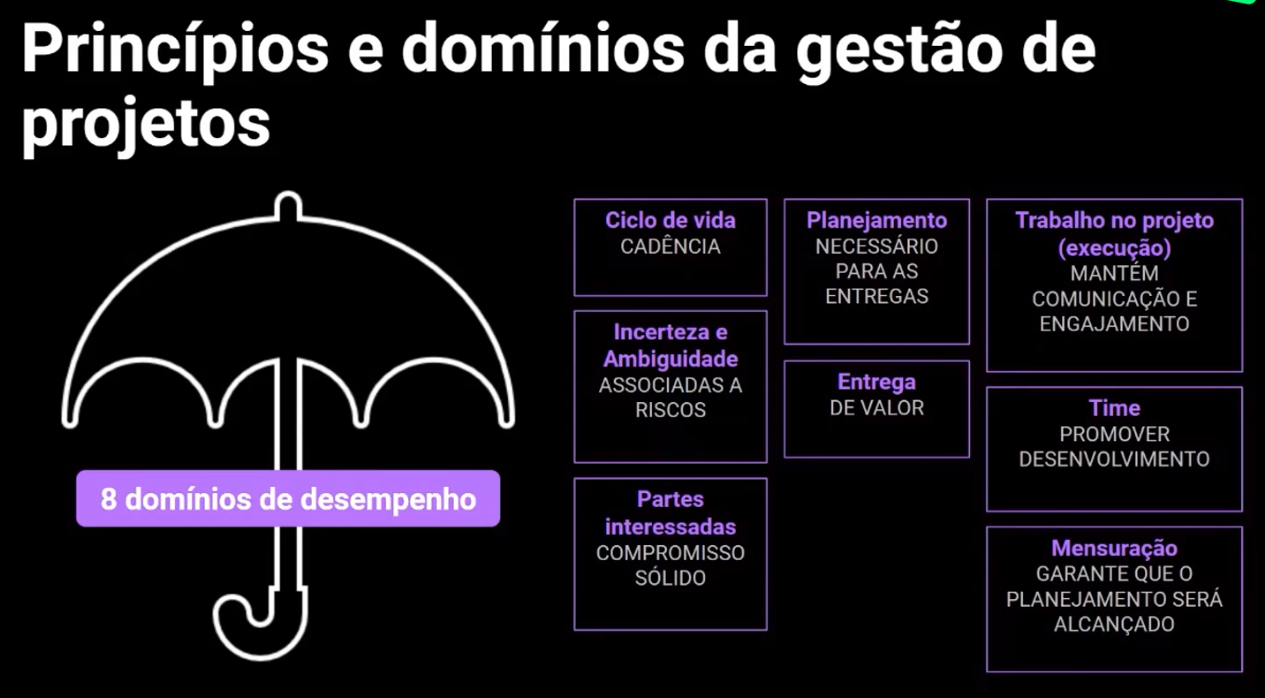 Princípios e domínios da gestão de
projetos
8 domínios de desempenho
Ciclo de vida
CADÊNCIA
Incerteza e
Ambiguidade
ASSOCIADAS A
RISCOS
Partes
interessadas
COMPROMISSO
SÓLIDO
Planejamento
NECESSÁRIO
PARA AS
ENTREGAS
Entrega
DE VALOR
Trabalho no projeto
(execução)
MANTÉM
COMUNICAÇÃO E
ENGAJAMENTO
Time
PROMOVER
DESENVOLVIMENTO
Mensuração
GARANTE QUE O
PLANEJAMENTO SERÁ
ALCANÇADO